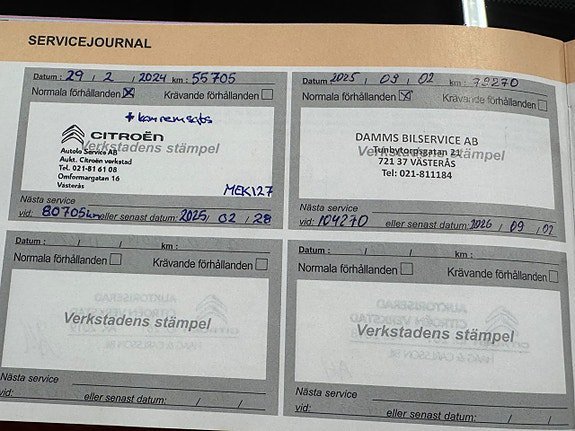 SERVICEJOURNAL
Datum: 29 / 2 / 2024 km: 55705
Normala förhållanden ☒ Krävande förhållanden ☐
+ kamremsats
CITROËN
Verkstadens stämpel
Autolo Service AB
Aukt. Citroën verkstad
Tel. 021-81 61 08
Omformargatan 16
Västerås
MEK127
Nästa service
vid: 80705km eller senast datum: 2025 / 02 / 28
Datum: 2025 / 09 / 02 km: 79270
Normala förhållanden ☒ Krävande förhållanden ☐
DAMMS BILSERVICE AB
Tunbytorpsgatan 21
Verkstadens stämpel
721 37 VÄSTERÅS
Tel: 021-811184
Nästa service
vid: 104270 eller senast datum: 2026 / 09 / 02
Datum: / / km:
Normala förhållanden ☐ Krävande förhållanden ☐
Verkstadens stämpel
Nästa service
vid: eller senast datum: / /
Datum: / / km:
Normala förhållanden ☐ Krävande förhållanden ☐
Verkstadens stämpel
Nästa service
vid: eller senast datum: / /